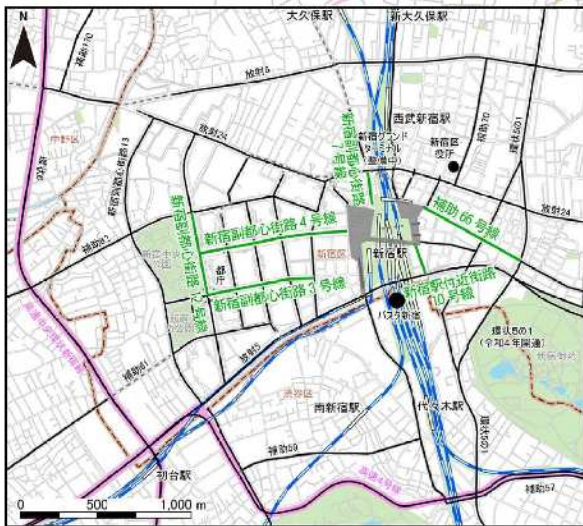 大久保駅
新大久保駅
N
補助170
放射6
中野区
環状6
新宿副都心街路13
放射24
新宿副都心街路
7号線
新宿グランド
ターミナル
(整備中)
西武新宿駅
新宿区
役所
補助70
環状5の1
放射24
補助66号線
新宿副都心街路4号線
新宿副都心街路12号線
都庁
新宿区
新宿駅
新宿副都心街路3号線
新宿駅付近街路
10号線
バスタ新宿
補助61
放射5
環状5の1
(令和4年開通)
渋谷区
南新宿駅
代々木駅
環状5の1
初台駅
補助59
高速4号線
補助57
0 500 1,000 m